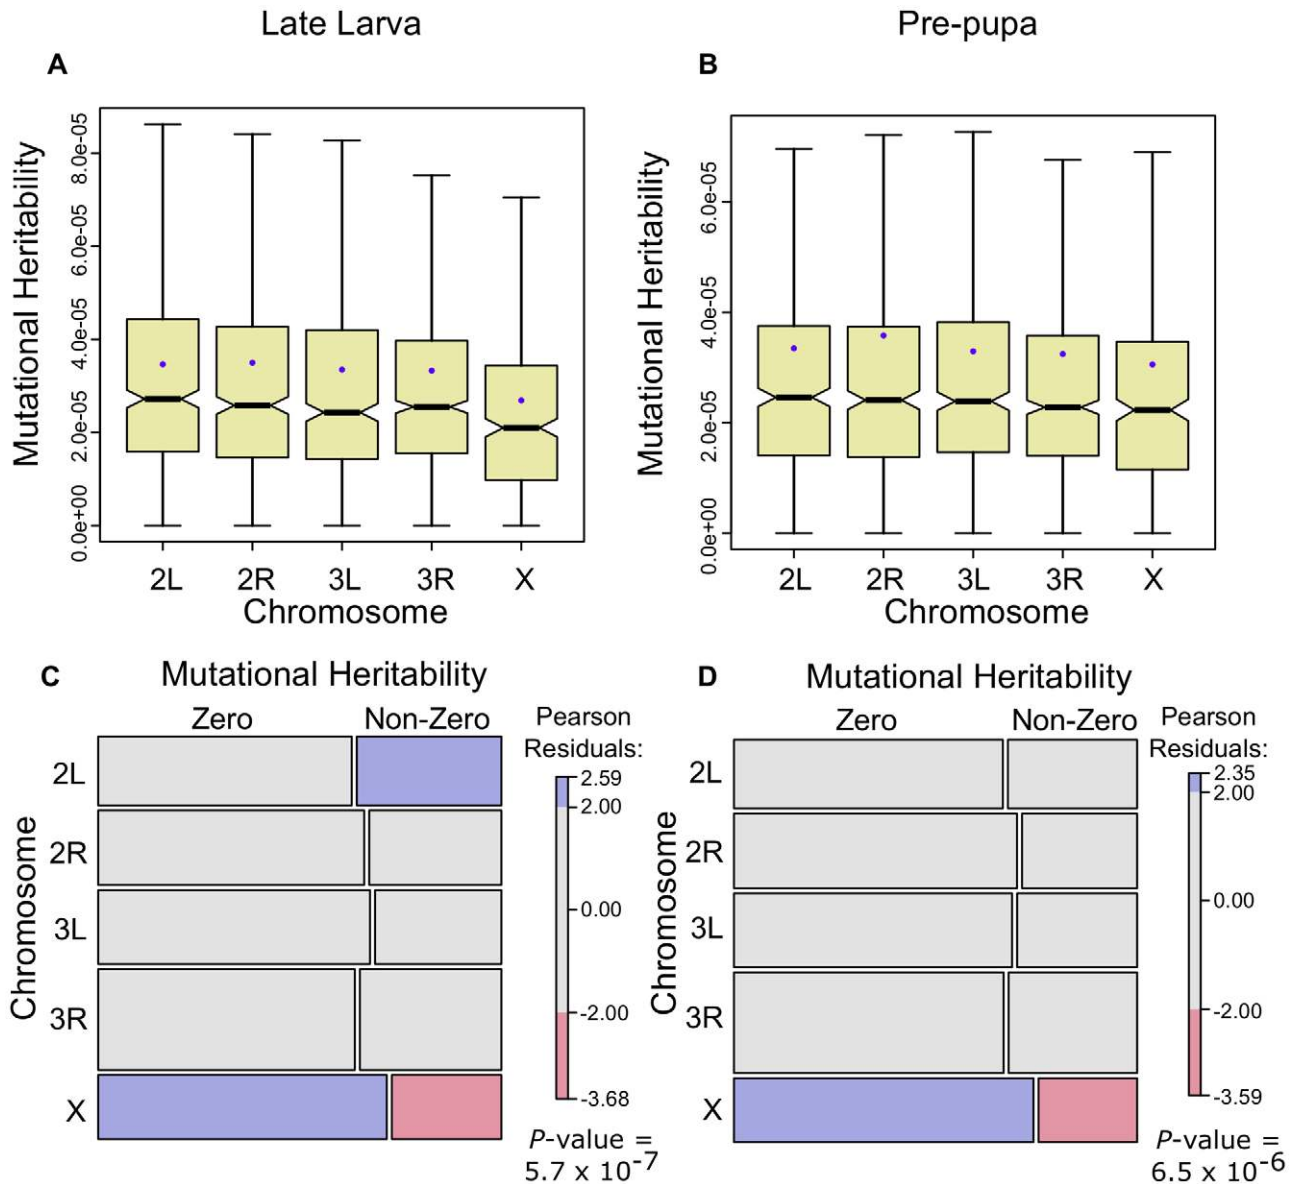 Late Larva
Pre-pupa
A
Mutational Heritability
8.0e-05
6.0e-05
4.0e-05
2.0e-05
0.0e+00
2L
2R
3L
3R
X
Chromosome
B
Mutational Heritability
6.0e-05
4.0e-05
2.0e-05
0.0e+00
2L
2R
3L
3R
X
Chromosome
C
Mutational Heritability
Zero
Non-Zero
Chromosome
2L
2R
3L
3R
X
Pearson
Residuals:
2.59
2.00
0.00
-2.00
-3.68
P-value =
5.7 x 10-7
D
Mutational Heritability
Zero
Non-Zero
Chromosome
2L
2R
3L
3R
X
Pearson
Residuals:
2.35
2.00
0.00
-2.00
-3.59
P-value =
6.5 x 10-6